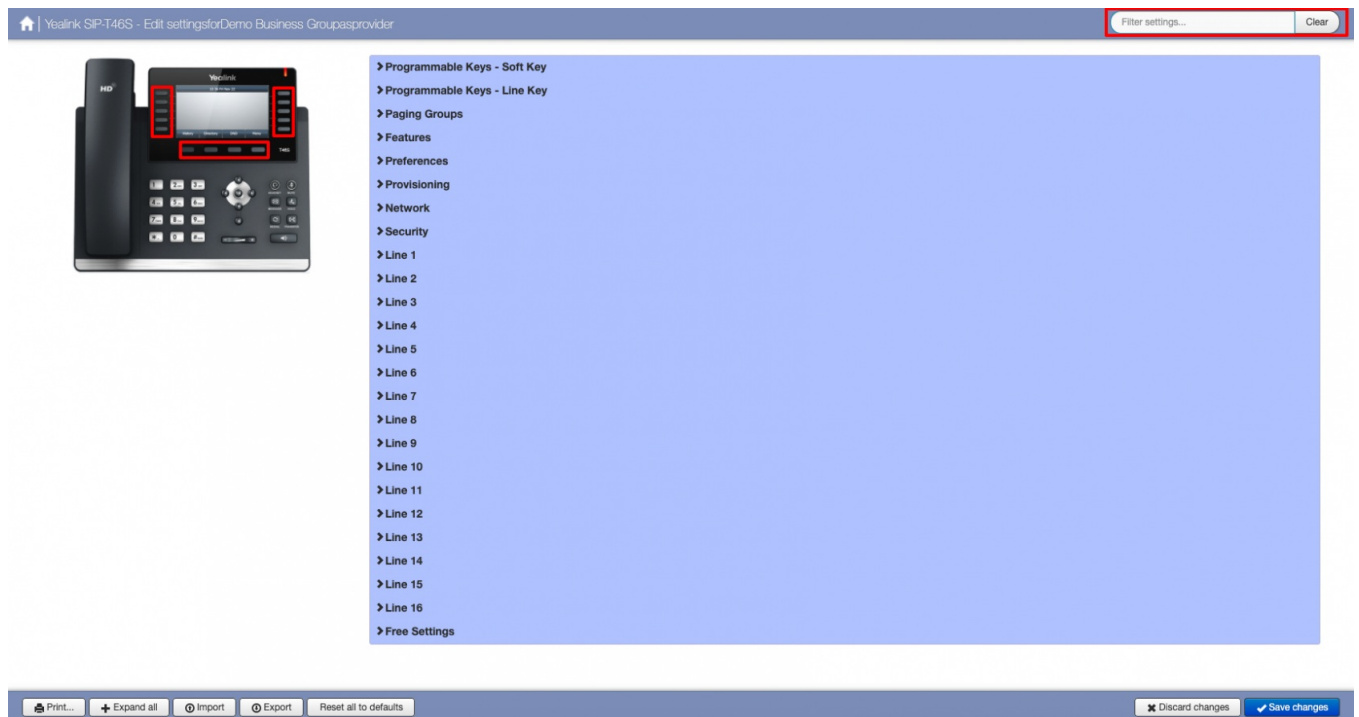 Yealink SIP-T46S - Edit settingsforDemo Business Groupasprovider
Filter settings...
Clear
Yealink
HD
T46S
Programmable Keys - Soft Key
Programmable Keys - Line Key
Paging Groups
Features
Preferences
Provisioning
Network
Security
Line 1
Line 2
Line 3
Line 4
Line 5
Line 6
Line 7
Line 8
Line 9
Line 10
Line 11
Line 12
Line 13
Line 14
Line 15
Line 16
Free Settings
Print...
Expand all
Import
Export
Reset all to defaults
Discard changes
Save changes